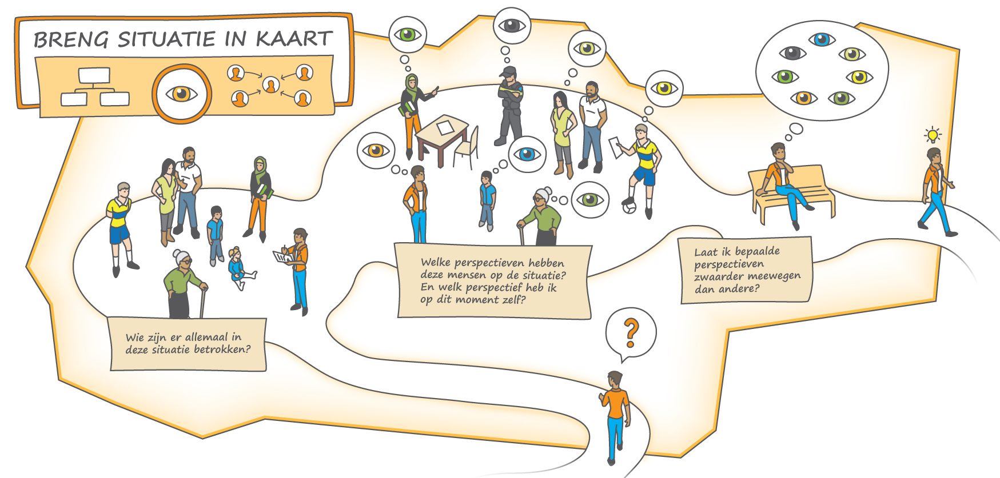 BRENG SITUATIE IN KAART
Wie zijn er allemaal in
deze situatie betrokken?
Welke perspectieven hebben
deze mensen op de situatie?
En welk perspectief heb ik
op dit moment zelf?
Laat ik bepaalde
perspectieven
zwaarder meewegen
dan andere?
?